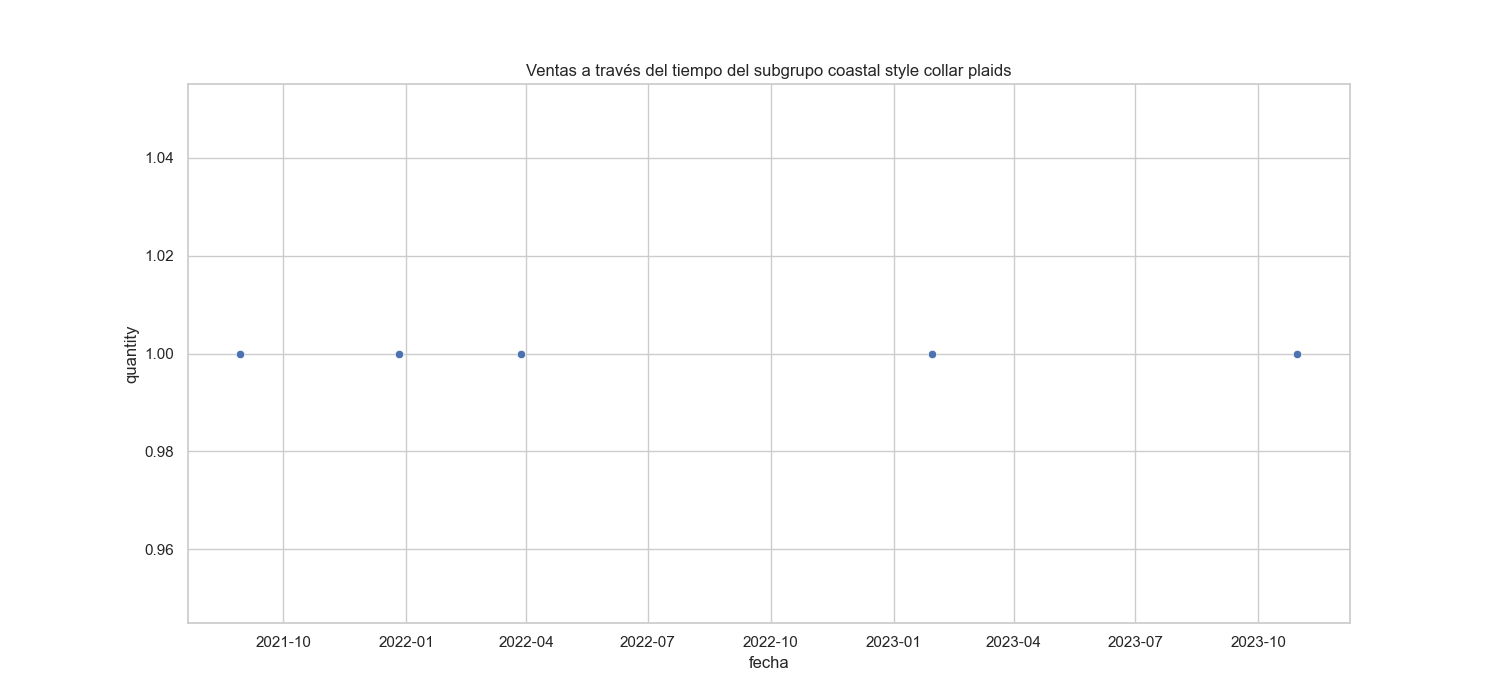 Ventas a través del tiempo del subgrupo coastal style collar plaids
1.04
1.02
1.00
0.98
0.96
quantity
2021-10 2022-01 2022-04 2022-07 2022-10 2023-01 2023-04 2023-07 2023-10
fecha